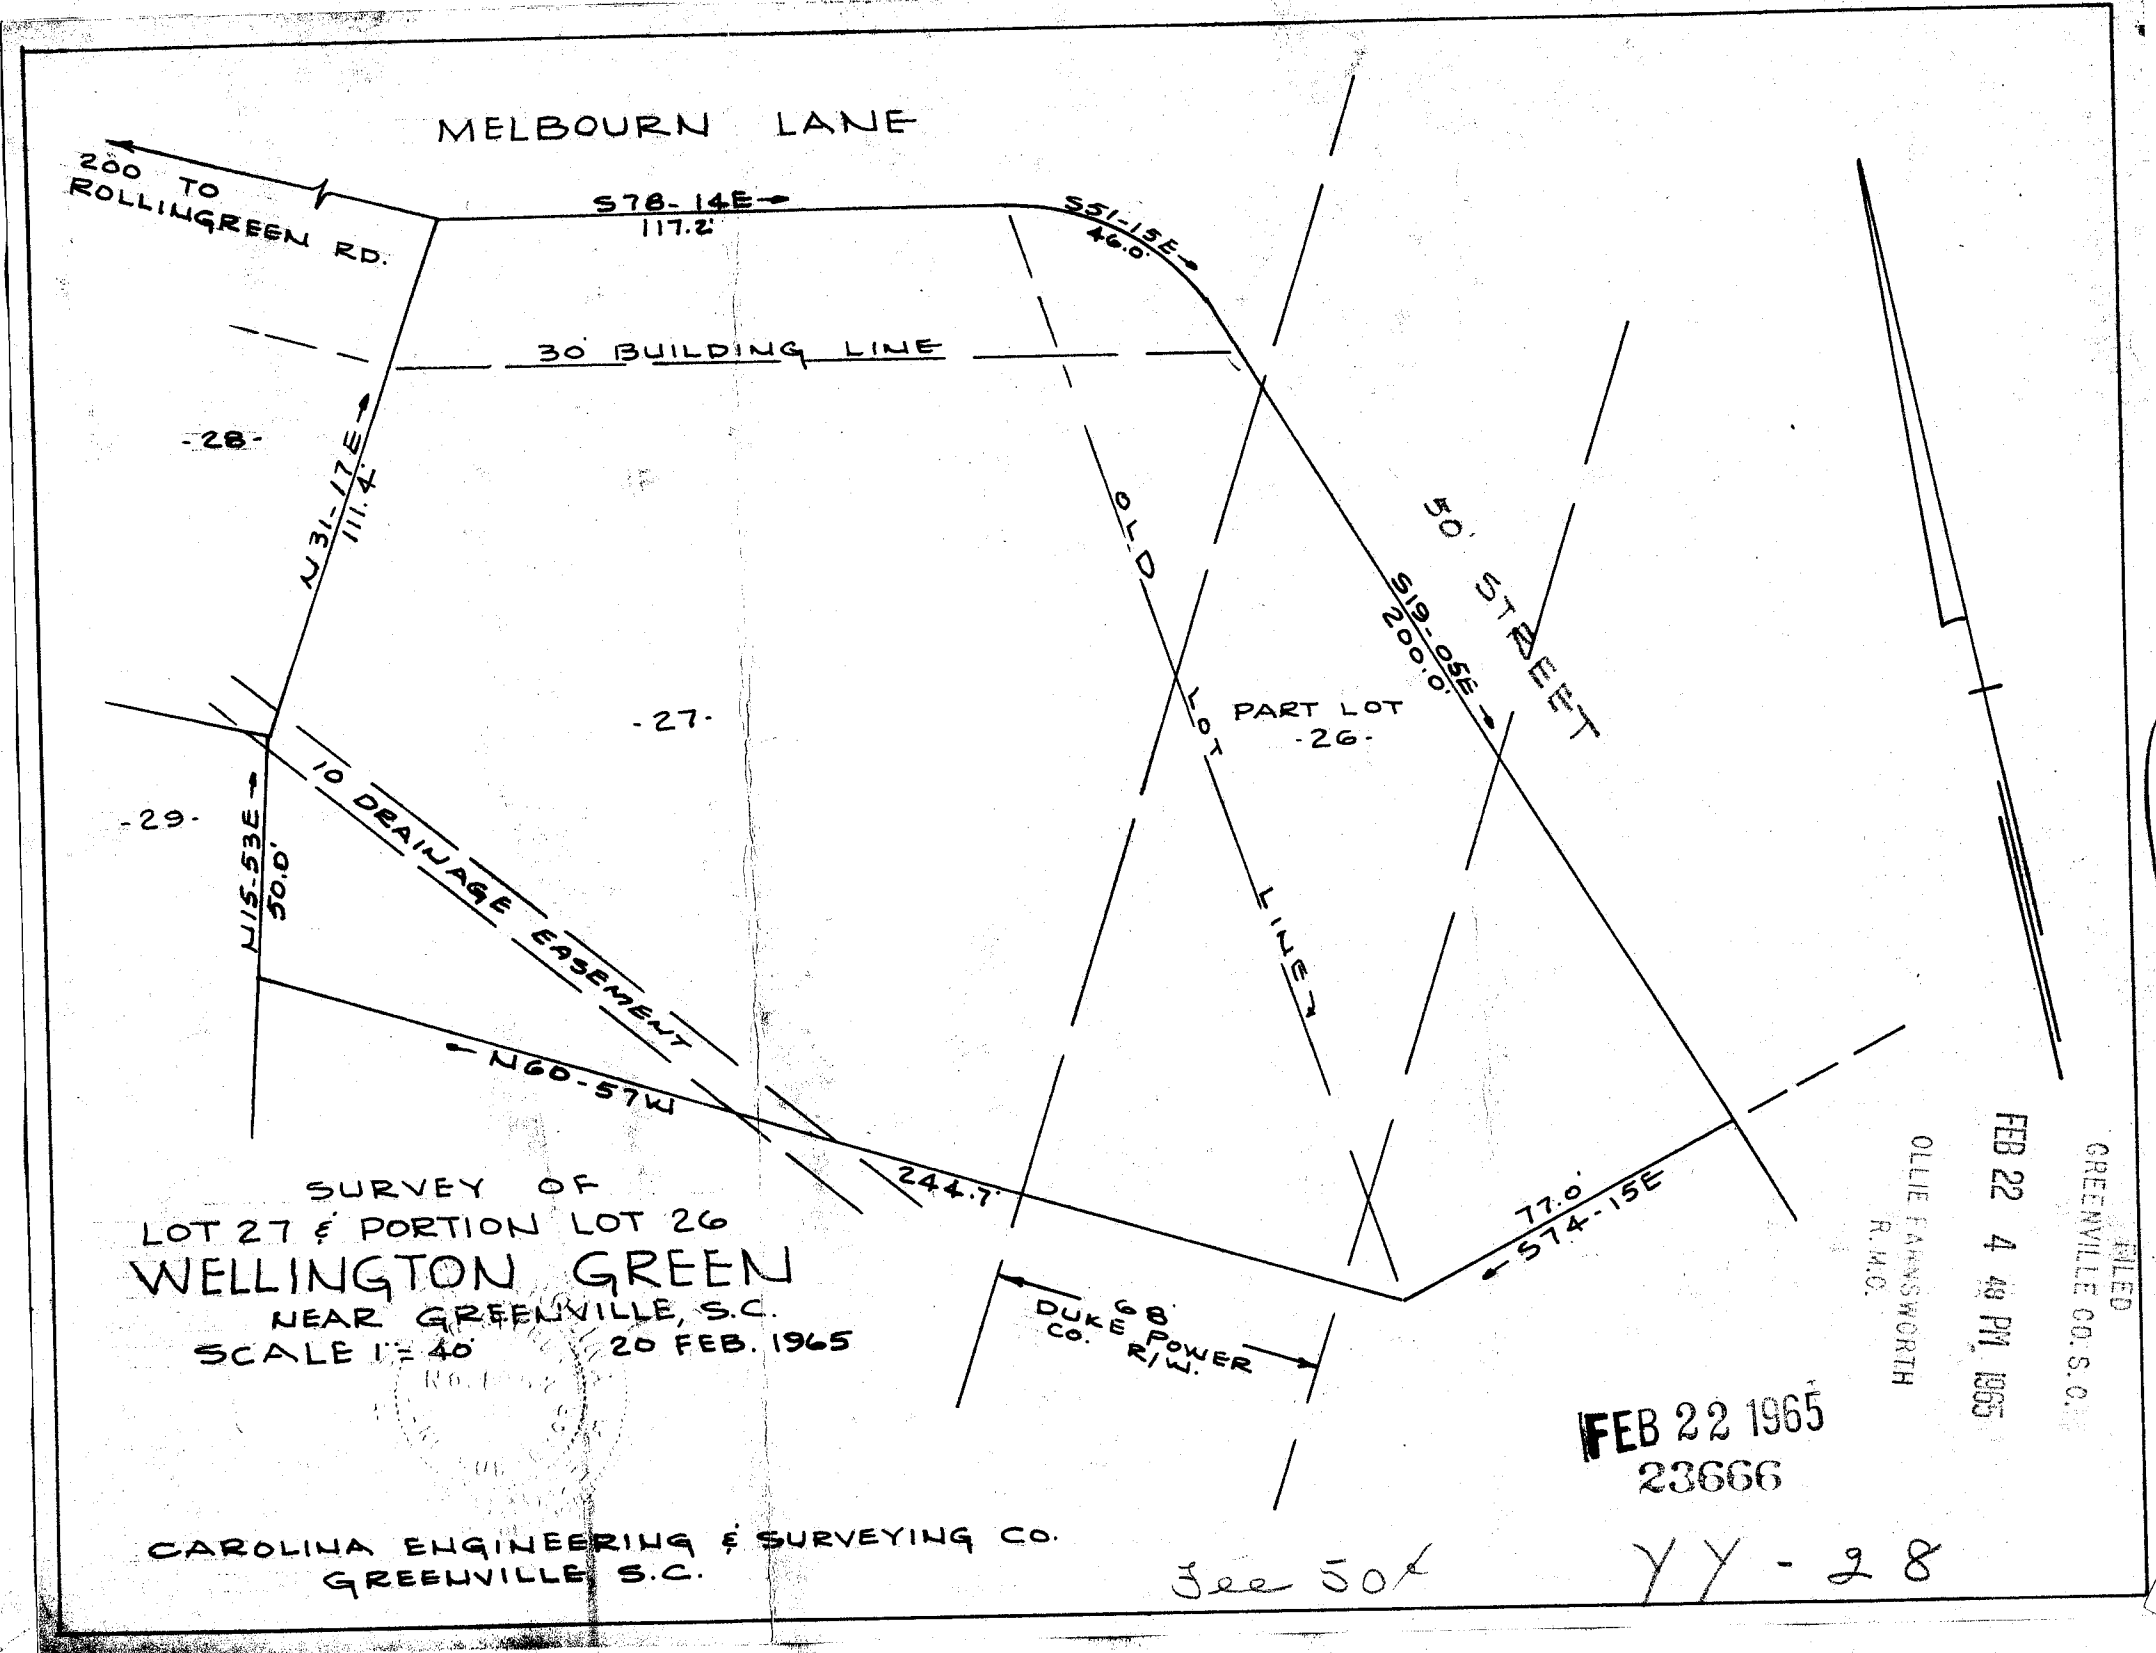 MELBOURN LANE
200 TO
ROLLINGREEN RD.
S78-14E
117.2'
S51-15E
46.0'
30' BUILDING LINE
-28-
N31-17E
111.4'
OLD LOT LINE
50' STREET
S19-05E
200.0'
-27-
PART LOT
-26-
-29-
N15-53E
50.0'
10' DRAINAGE EASEMENT
N60-57W
244.7'
77.0'
S74-15E
68'
DUKE POWER
CO. R/W.
SURVEY OF
LOT 27 & PORTION LOT 26
WELLINGTON GREEN
NEAR GREENVILLE, S.C.
SCALE 1"=40' 20 FEB. 1965
CAROLINA ENGINEERING & SURVEYING CO.
GREENVILLE S.C.
FILED
GREENVILLE CO. S. C.
FEB 22 4 48 PM 1965
OLLIE FARNSWORTH
R.M.C.
FEB 22 1965
23666
Fee 50¢
YY-28